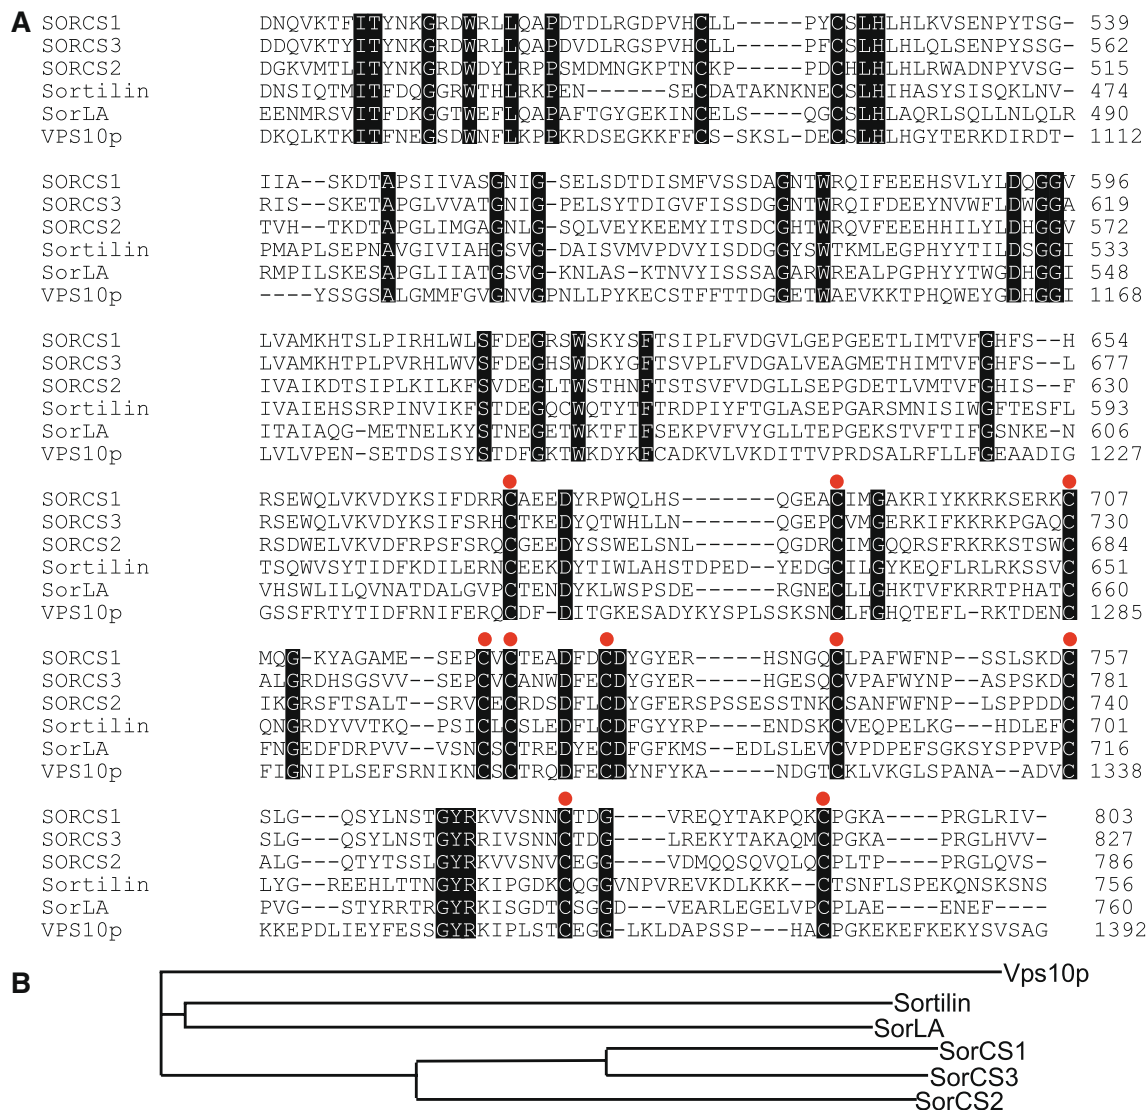 A
SORCS1 DNQVKTFITYNKGRDWRLLQAPDTDLRGDPVHCLL-----PYCSLHLHLKVSENPYTSG- 539
SORCS3 DDQVKTYITYNKGRDWRLLQAPDVDLRGSPVHCLL-----PFCSLHLHLQLSENPYSSG- 562
SORCS2 DGKVMTLITYNKGRDWDYLRPPSMDMNGKPTNCKP-----PDCHLHLHLRWADNPYVSG- 515
Sortilin DNSIQTMITFDQGGRWTHLRKPEN------SECDATAKNKNECSLHIHASYSISQKLNV- 474
SorLA EENMRSVITFDKGGTWEFLQAPAFTGYGEKINCELS----QGCSLHLAQRLSQLLNLQLR 490
VPS10p DKQLKTKITFNEGSDWNFLKPPKRDSEGKKFFCS-SKSL-DECSLHLHGYTERKDIRDT- 1112
SORCS1 IIA--SKDTAPSIIVASGNIG-SELSDTDISMFVSSDAGNTWRQIFEEEHSVLYLDQGGV 596
SORCS3 RIS--SKETAPGLVVATGNIG-PELSYTDIGVFISSDGGNTWRQIFDEEYNVWFLDWGGA 619
SORCS2 TVH--TKDTAPGLIMGAGNLG-SQLVEYKEEMYITSDCGHTWRQVFEEEHHILYLDHGGV 572
Sortilin PMAPLSEPNAVGIVIAHGSVG-DAISVMVPDVYISDDGGYSWTKMLEGPHYYTILDSGGI 533
SorLA RMPILSKESAPGLIIATGSVG-KNLAS-KTNVYISSSAGARWREALPGPHYYTWGDHGGI 548
VPS10p ----YSSGSALGMMFGVGNVGPNLLPYKECSTFFTTDGGETWAEVKKTPHQWEYGDHGGI 1168
SORCS1 LVAMKHTSLPIRHLWLSFDEGRSWSKYSFTSIPLFVDGVLGEPGEETLIMTVFGHFS--H 654
SORCS3 LVAMKHTPLPVRHLWVSFDEGHSWDKYGFTSVPLFVDGALVEAGMETHIMTVFGHFS--L 677
SORCS2 IVAIKDTSIPLKILKFSVDEGLTWSTHNFTSTSVFVDGLLSEPGDETLVMTVFGHIS--F 630
Sortilin IVAIEHSSRPINVIKFSTDEGQCWQTYTFTRDPIYFTGLASEPGARSMNISIWGFTESFL 593
SorLA ITAIAQG-METNELKYSTNEGETWKTFIFSEKPVFVYGLLTEPGEKSTVFTIFGSNKE-N 606
VPS10p LVLVPEN-SETDSISYSTDFGKTWKDYKFCADKVLVKDITTVPRDSALRFLLFGEAADIG 1227
SORCS1 RSEWQLVKVDYKSIFDRRCAEEDYRPWQLHS-------QGEACIMGAKRIYKKRKSERKC 707
SORCS3 RSEWQLVKVDYKSIFSRHCTKEDYQTWHLLN-------QGEPCVMGERKIFKKRKPGAQC 730
SORCS2 RSDWELVKVDFRPSFSRQCGEEDYSSWELSNL------QGDRCIMGQQRSFRKRKSTSWC 684
Sortilin TSQWVSYTIDFKDILERNCEEKDYTIWLAHSTDPED--YEDGCILGYKEQFLRLRKSSVC 651
SorLA VHSWLILQVNATDALGVPCTENDYKLWSPSDE------RGNECLLGHKTVFKRRTPHATC 660
VPS10p GSSFRTYTIDFRNIFERQCDF-DITGKESADYKYSPLSSKSNCLFGHQTEFL-RKTDENC 1285
SORCS1 MQG-KYAGAME--SEPCVCTEADFDCDYGYER-----HSNGQCLPAFWFNP--SSLSKDC 757
SORCS3 ALGRDHSGSVV--SEPCVCANWDFECDYGYER-----HGESQCVPAFWYNP--ASPSKDC 781
SORCS2 IKGRSFTSALT--SRVCECRDSDFLCDYGFERSPSSESSTNKCSANFWFNP--LSPPDDC 740
Sortilin QNGRDYVVTKQ--PSICLCSLEDFLCDFGYYRP----ENDSKCVEQPELKG--HDLEFC 701
SorLA FNGEDFDRPVV--VSNCSCTREDYECDFGFKMS--EDLSLEVCVPDPEFSGKSYSPPVPC 716
VPS10p FIGNIPLSEFSRNIKNCSCTRQDFECDYNFYKA----NDGTCKLVKGLSPANA--ADVC 1338
SORCS1 SLG---QSYLNSTGYRKVVSNNCTDG----VREQYTAKPQKCPGKA---PRGLRIV- 803
SORCS3 SLG---QSYLNSTGYRRIVSNNCTDG----LREKYTAKAQMCPGKA---PRGLHVV- 827
SORCS2 ALG---QTYTSSLGYRKVVSNVCEGG----VDMQQSQVQLQCPLTP---PRGLQVS- 786
Sortilin LYG--REEHLTTNGYRKIPGDKCQGGVNPVREVKDLKKK--CTSNFLSPEKQNSKSNS 756
SorLA PVG---STYRRTRGYRKISGDTCSGGD----VEARLEGELVPCPLAE----ENEF---- 760
VPS10p KKEPDLIEYFESSGYRKIPLSTCEGG-LKLDAPSSP----HACPGKEKEFKEKYSVSAG 1392
B
Vps10p
Sortilin
SorLA
SorCS1
SorCS3
SorCS2